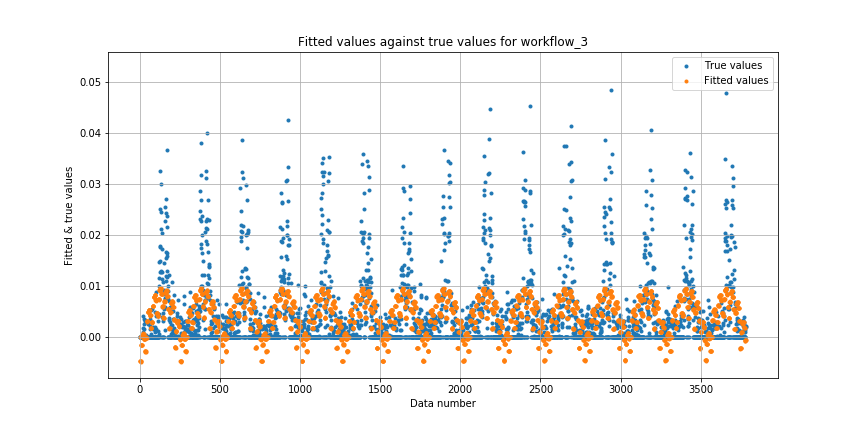 Fitted values against true values for workflow_3
True values
Fitted values
Fitted & true values
0.05
0.04
0.03
0.02
0.01
0.00
0 500 1000 1500 2000 2500 3000 3500
Data number